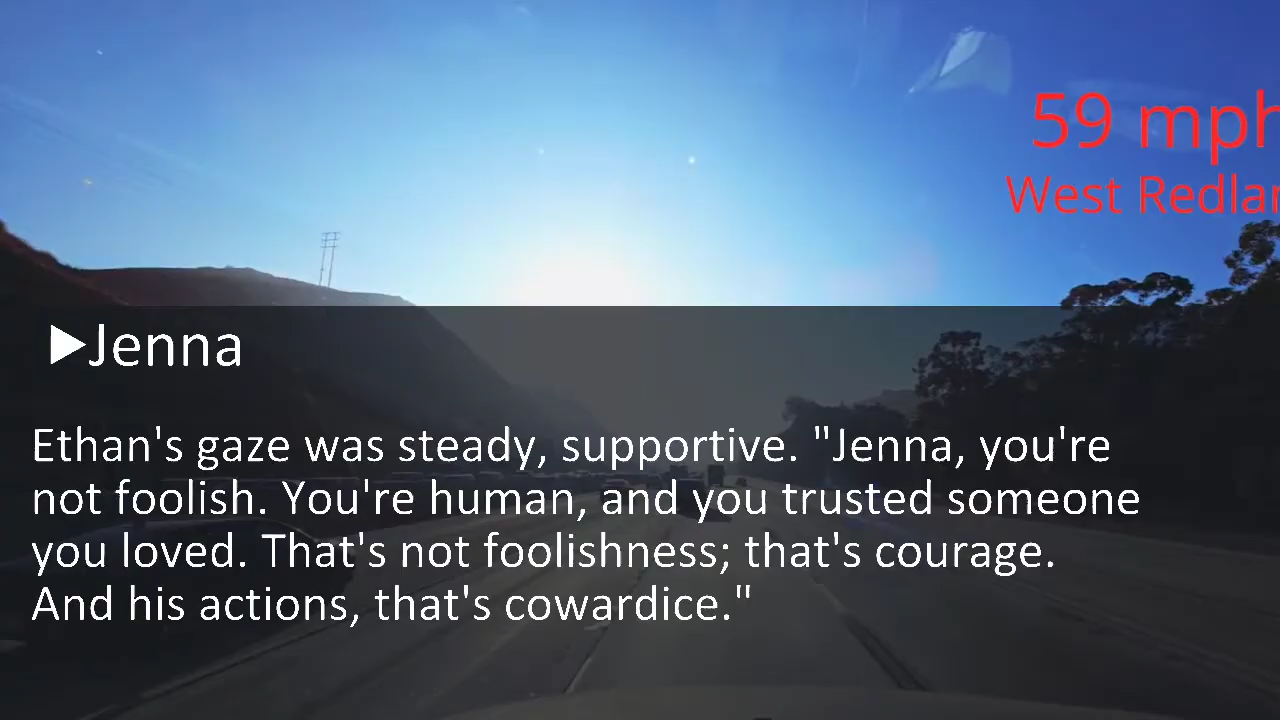 59 mph
West Redlan
▶Jenna
Ethan's gaze was steady, supportive. "Jenna, you're
not foolish. You're human, and you trusted someone
you loved. That's not foolishness; that's courage.
And his actions, that's cowardice."